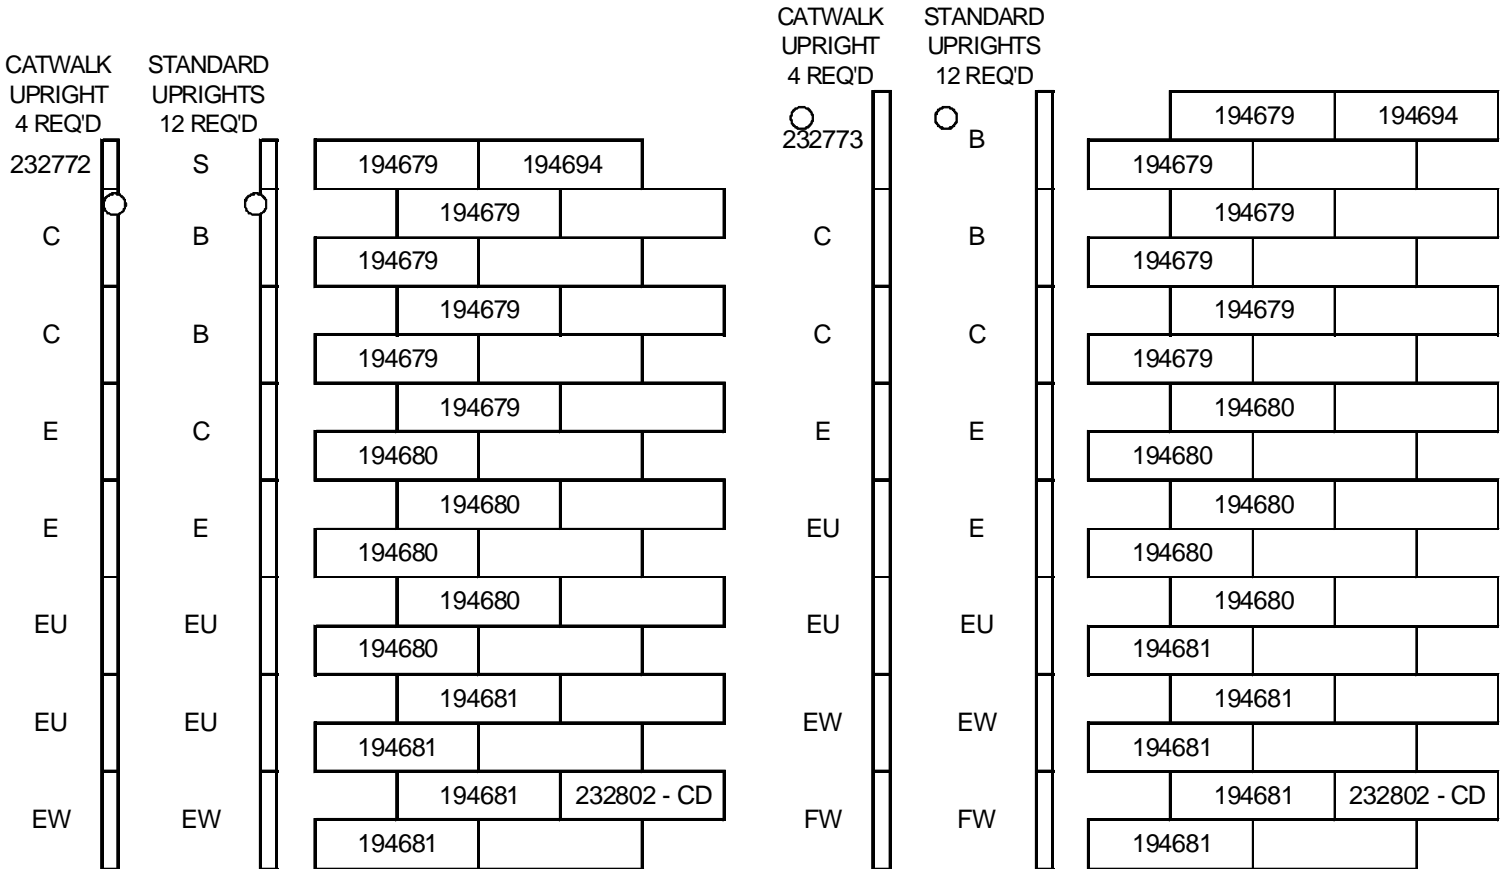 CATWALK
UPRIGHT
4 REQ'D
STANDARD
UPRIGHTS
12 REQ'D
232772
S
194679
194694
C
B
194679
194679
C
B
194679
194679
E
C
194679
194680
E
E
194680
194680
EU
EU
194680
194680
EU
EU
194681
194681
EW
EW
194681
232802 - CD
194681
CATWALK
UPRIGHT
4 REQ'D
STANDARD
UPRIGHTS
12 REQ'D
194679
194694
232773
B
194679
C
B
194679
194679
C
C
194679
194679
E
E
194680
194680
EU
E
194680
194680
EU
EU
194680
194681
EW
EW
194681
194681
FW
FW
194681
232802 - CD
194681